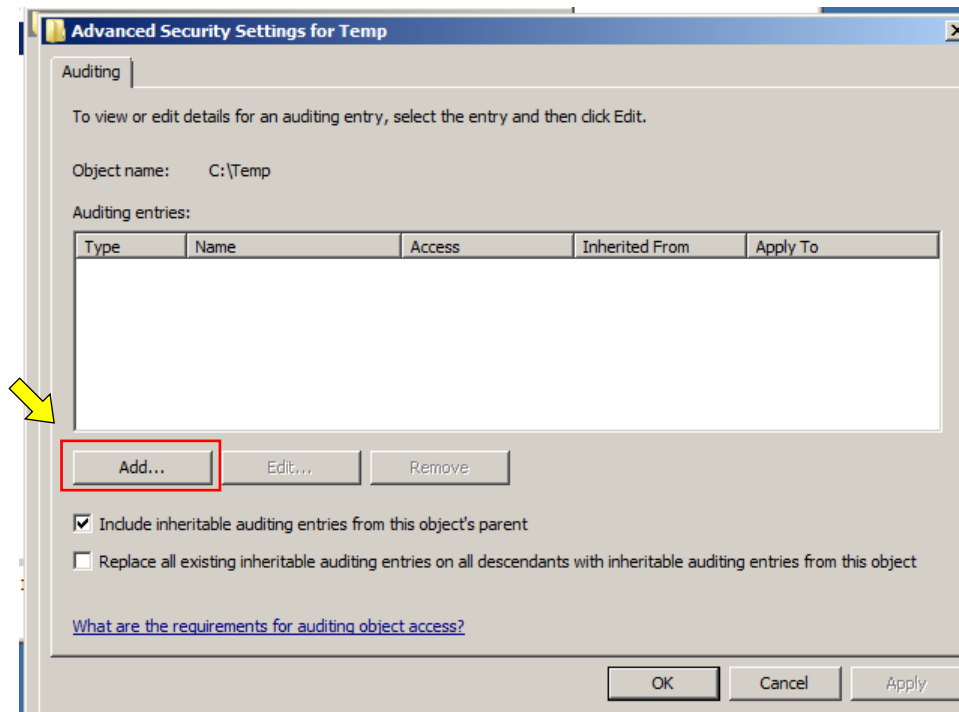 Advanced Security Settings for Temp
Auditing
To view or edit details for an auditing entry, select the entry and then click Edit.
Object name: C:\Temp
Auditing entries:
Type Name Access Inherited From Apply To
Add... Edit... Remove
Include inheritable auditing entries from this object's parent
Replace all existing inheritable auditing entries on all descendants with inheritable auditing entries from this object
What are the requirements for auditing object access?
OK Cancel Apply